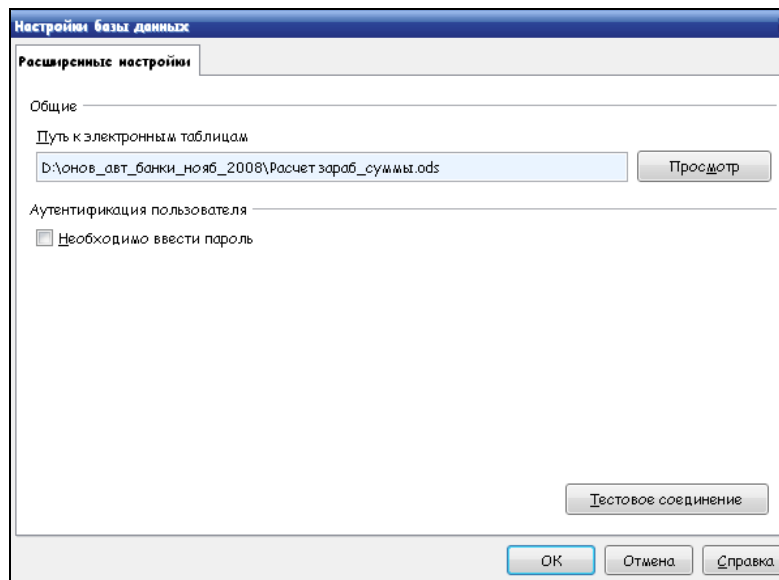 Настройки базы данных
Расширенные настройки
Общие
Путь к электронным таблицам
D:\онов_авт_банки_нояб_2008\Расчет зараб_суммы.ods
Просмотр
Аутентификация пользователя
Необходимо ввести пароль
Тестовое соединение
ОК
Отмена
Справка